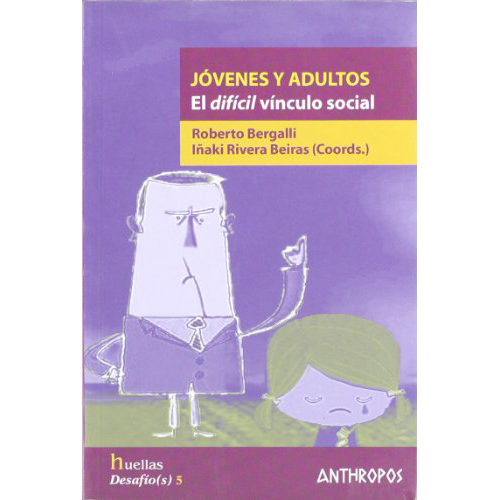 JÓVENES Y ADULTOS
El difícil vínculo social
Roberto Bergalli
Iñaki Rivera Beiras (Coords.)
huellas
Desafío(s) 5
ANTHROPOS